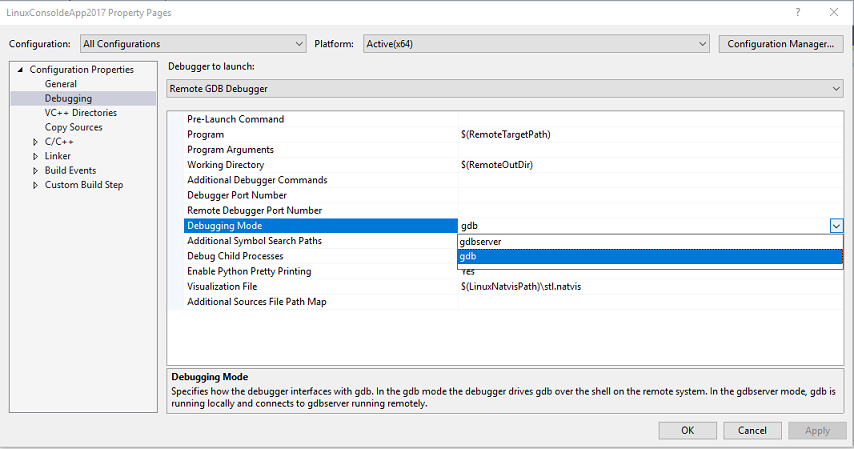 LinuxConsoldeApp2017 Property Pages
?
Configuration: All Configurations Platform: Active(x64) Configuration Manager...
Configuration Properties
General
Debugging
VC++ Directories
Copy Sources
C/C++
Linker
Build Events
Custom Build Step
Debugger to launch:
Remote GDB Debugger
Pre-Launch Command
Program $(RemoteTargetPath)
Program Arguments
Working Directory $(RemoteOutDir)
Additional Debugger Commands
Debugger Port Number
Remote Debugger Port Number
Debugging Mode gdb
Additional Symbol Search Paths gdbserver
Debug Child Processes gdb
Enable Python Pretty Printing Yes
Visualization File $(LinuxNatvisPath)\stl.natvis
Additional Sources File Path Map
Debugging Mode
Specifies how the debugger interfaces with gdb. In the gdb mode the debugger drives gdb over the shell on the remote system. In the gdbserver mode, gdb is
running locally and connects to gdbserver running remotely.
OK Cancel Apply